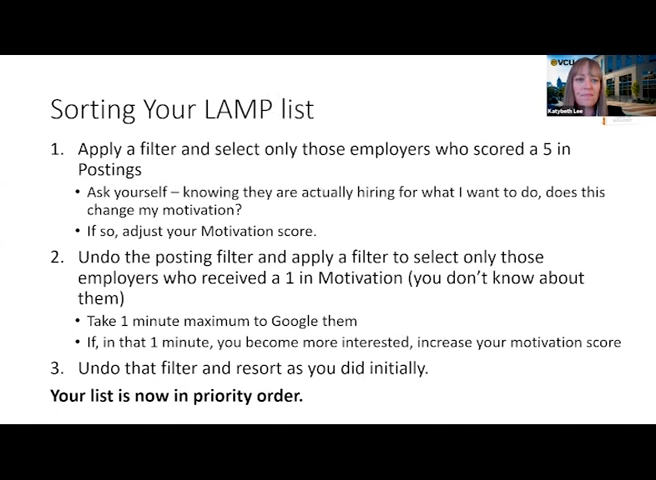 VCU
Katybeth Lee
Sorting Your LAMP list
1. Apply a filter and select only those employers who scored a 5 in
Postings
• Ask yourself – knowing they are actually hiring for what I want to do, does this
change my motivation?
• If so, adjust your Motivation score.
2. Undo the posting filter and apply a filter to select only those
employers who received a 1 in Motivation (you don't know about
them)
• Take 1 minute maximum to Google them
• If, in that 1 minute, you become more interested, increase your motivation score
3. Undo that filter and resort as you did initially.
Your list is now in priority order.